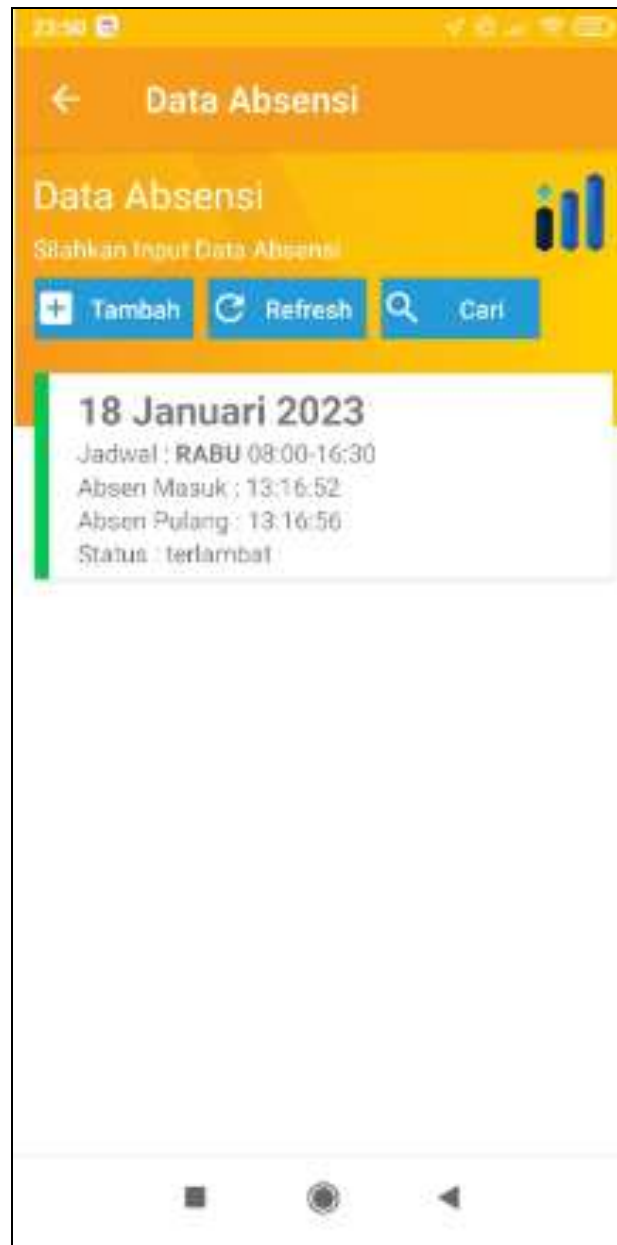 23:50
Data Absensi
Data Absensi
Silahkan Input Data Absensi
Tambah Refresh Cari
18 Januari 2023
Jadwal : RABU 08:00-16:30
Absen Masuk : 13:16:52
Absen Pulang : 13:16:56
Status : terlambat